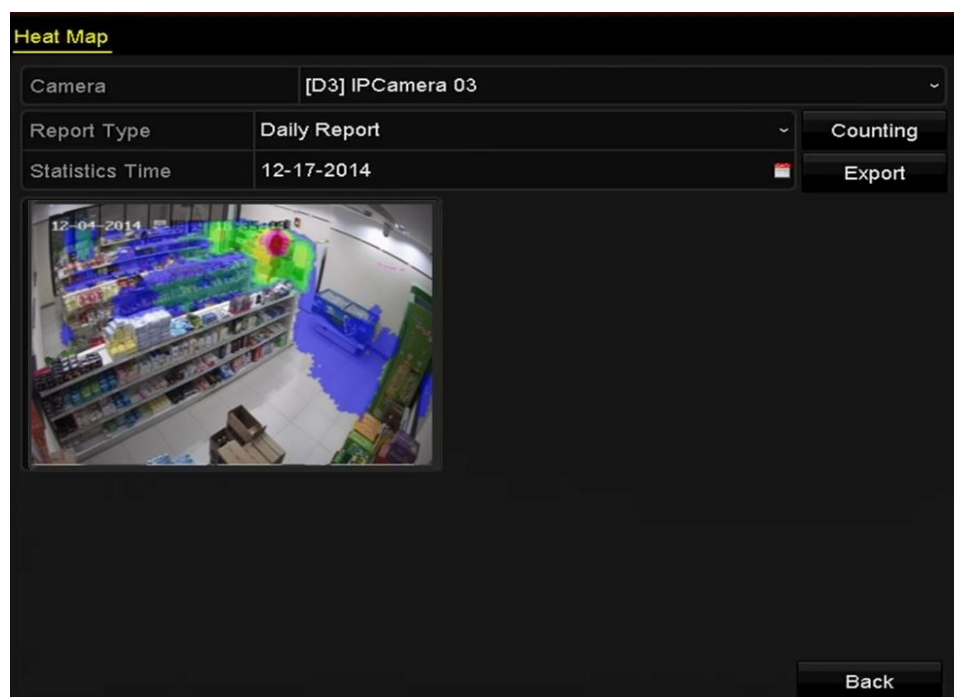 Heat Map
Camera [D3] IPCamera 03
Report Type Daily Report Counting
Statistics Time 12-17-2014 Export
12-04-2014
Back